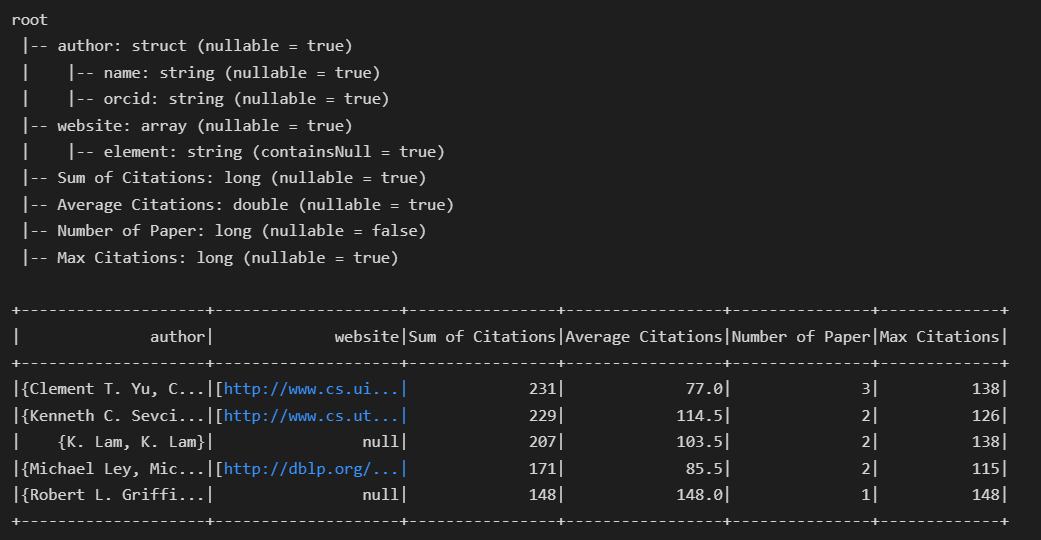 root
 |-- author: struct (nullable = true)
 |    |-- name: string (nullable = true)
 |    |-- orcid: string (nullable = true)
 |-- website: array (nullable = true)
 |    |-- element: string (containsNull = true)
 |-- Sum of Citations: long (nullable = true)
 |-- Average Citations: double (nullable = true)
 |-- Number of Paper: long (nullable = false)
 |-- Max Citations: long (nullable = true)

+--------------------+--------------------+----------------+-----------------+---------------+-------------+
|              author|             website|Sum of Citations|Average Citations|Number of Paper|Max Citations|
+--------------------+--------------------+----------------+-----------------+---------------+-------------+
|{Clement T. Yu, C...|[http://www.cs.ui...|             231|             77.0|              3|          138|
|{Kenneth C. Sevci...|[http://www.cs.ut...|             229|            114.5|              2|          126|
|    {K. Lam, K. Lam}|                null|             207|            103.5|              2|          138|
|{Michael Ley, Mic...|[http://dblp.org/...|             171|             85.5|              2|          115|
|{Robert L. Griffi...|                null|             148|            148.0|              1|          148|
+--------------------+--------------------+----------------+-----------------+---------------+-------------+